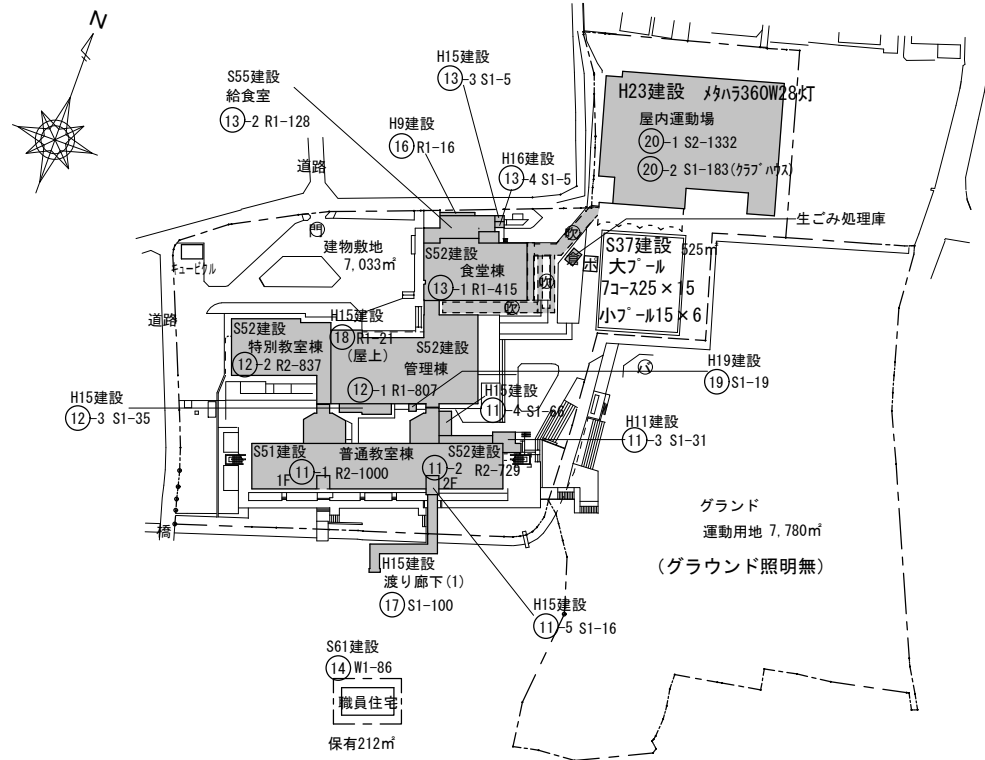 N
S55建設
給食室
⑬-2 R1-128
H15建設
⑬-3 S1-5
H9建設
⑯ R1-16
H16建設
⑬-4 S1-5
H23建設 メタハラ360W28灯
屋内運動場
⑳-1 S2-1332
⑳-2 S1-183(クラブハウス)
道路
門
建物敷地
7,033㎡
キュービクル
生ごみ処理庫
吹
吹
吹
倉
ボ
S52建設
食堂棟
⑬-1 R1-415
S37建設 525㎡
大プール
7コース25×15
小プール15×6
道路
H15建設
⑱ R1-21
(屋上)
S52建設
特別教室棟
⑫-2 R2-837
S52建設
管理棟
⑫-1 R1-807
H19建設
⑲ S1-19
H15建設
⑫-3 S1-35
H15建設
⑪-4 S1-66
H11建設
⑪-3 S1-31
S51建設
⑪-1 R2-1000
1F
普通教室棟
S52建設
⑪-2 R2-729
2F
橋
グランド
運動用地 7,780㎡
(グラウンド照明無)
H15建設
渡り廊下(1)
⑰ S1-100
H15建設
⑪-5 S1-16
S61建設
⑭ W1-86
職員住宅
保有212㎡